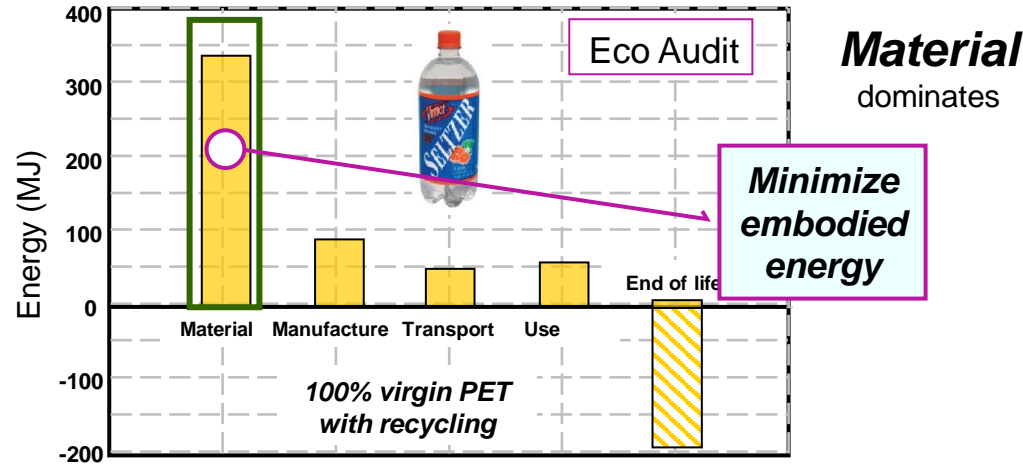 400
300
200
100
0
-100
-200
Energy (MJ)
Eco Audit
Material
dominates
Minimize
embodied
energy
SELTZER
End of life
Material Manufacture Transport Use
100% virgin PET
with recycling